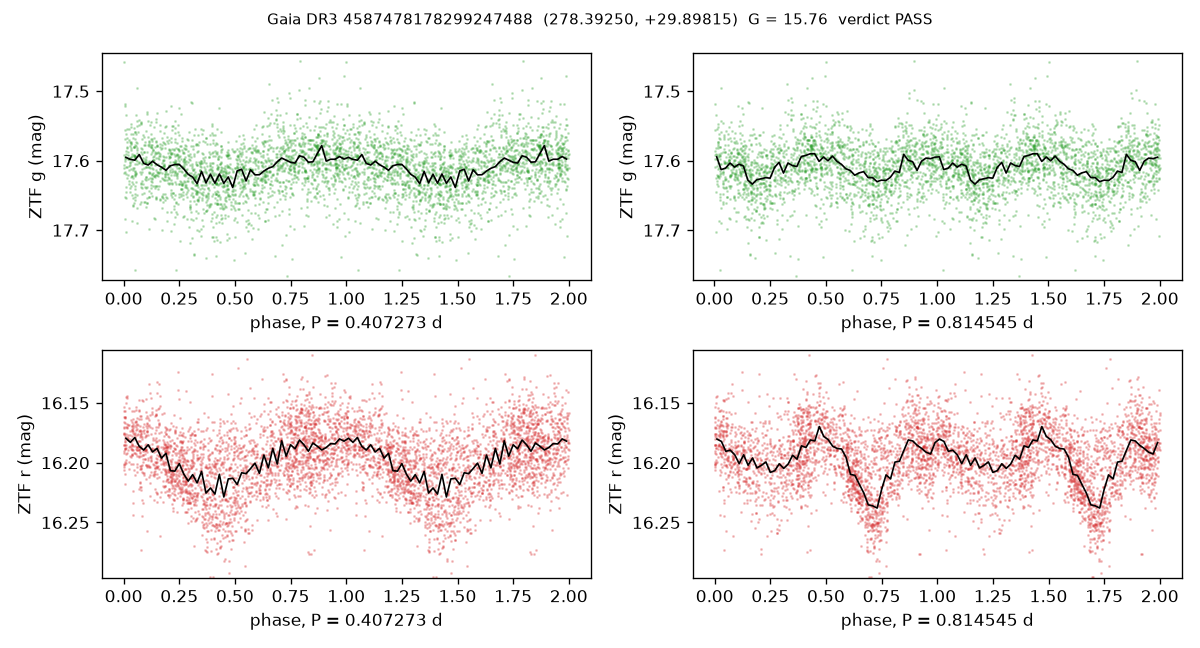 Gaia DR3 4587478178299247488 (278.39250, +29.89815) G = 15.76 verdict PASS
ZTF g (mag)
17.5
17.6
17.7
0.00 0.25 0.50 0.75 1.00 1.25 1.50 1.75 2.00
phase, P = 0.407273 d
ZTF g (mag)
17.5
17.6
17.7
0.00 0.25 0.50 0.75 1.00 1.25 1.50 1.75 2.00
phase, P = 0.814545 d
ZTF r (mag)
16.15
16.20
16.25
0.00 0.25 0.50 0.75 1.00 1.25 1.50 1.75 2.00
phase, P = 0.407273 d
ZTF r (mag)
16.15
16.20
16.25
0.00 0.25 0.50 0.75 1.00 1.25 1.50 1.75 2.00
phase, P = 0.814545 d